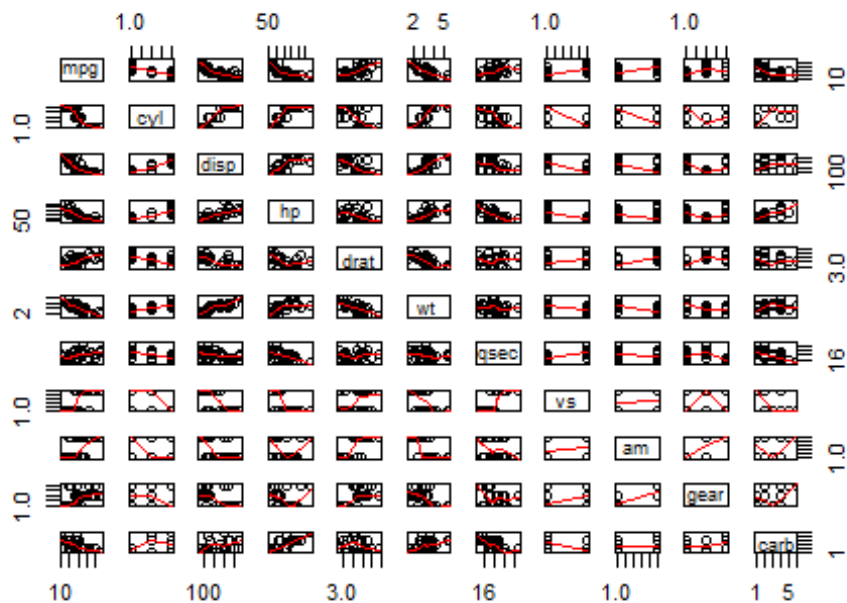 1.0 50 2 5 1.0 1.0
mpg 10
1.0 cyl
disp 100
50 hp
drat 3.0
2 wt
qsec 16
1.0 vs
am 1.0
1.0 gear
carb 1
10 100 3.0 16 1.0 1 5